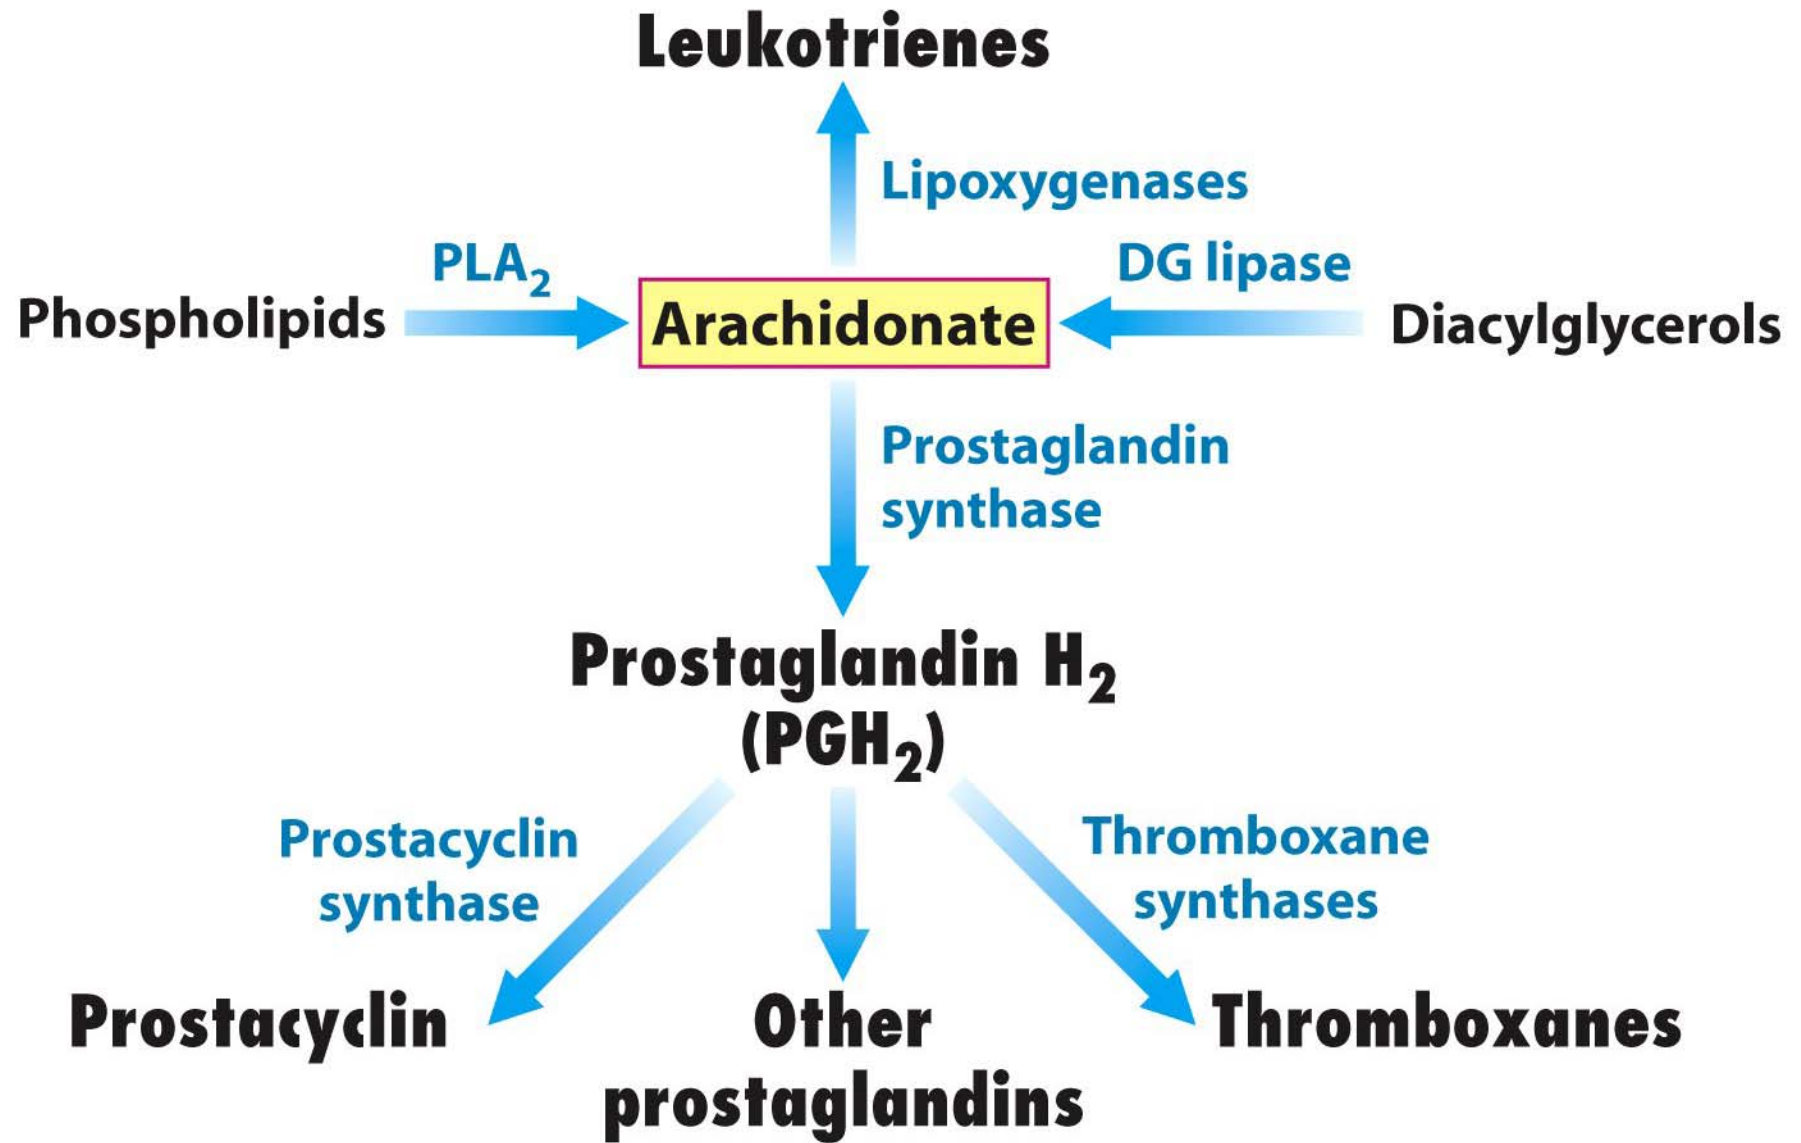 Leukotrienes
Lipoxygenases
PLA₂
DG lipase
Phospholipids
Arachidonate
Diacylglycerols
Prostaglandin
synthase
Prostaglandin H₂
(PGH₂)
Prostacyclin
synthase
Thromboxane
synthases
Prostacyclin
Other
prostaglandins
Thromboxanes